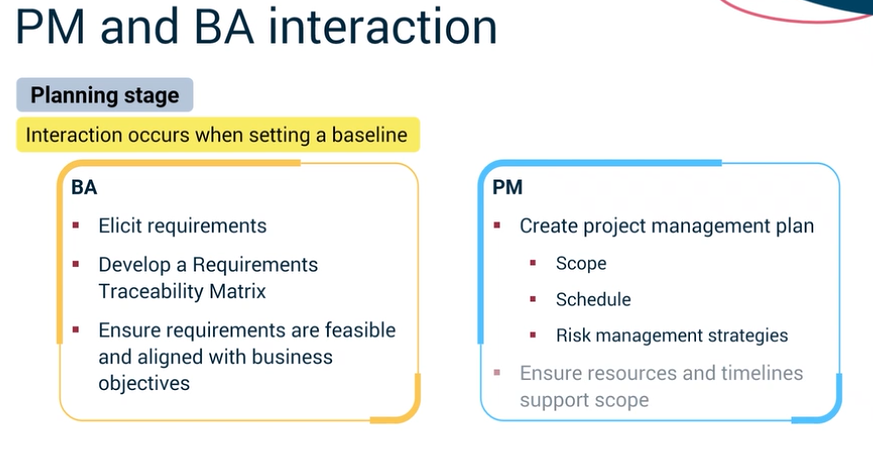 PM and BA interaction
Planning stage
Interaction occurs when setting a baseline
BA
▪ Elicit requirements
▪ Develop a Requirements
Traceability Matrix
▪ Ensure requirements are feasible
and aligned with business
objectives
PM
▪ Create project management plan
▪ Scope
▪ Schedule
▪ Risk management strategies
▪ Ensure resources and timelines
support scope